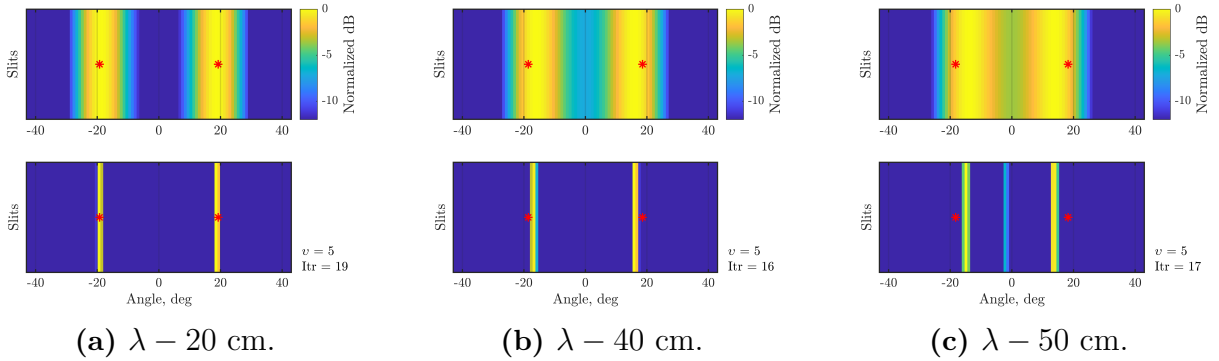 Slits
-40 -20 0 20 40
0
-5
-10
Normalized dB
Slits
-40 -20 0 20 40
Angle, deg
υ = 5
Itr = 19
(a) λ − 20 cm.
Slits
-40 -20 0 20 40
0
-5
-10
Normalized dB
Slits
-40 -20 0 20 40
Angle, deg
υ = 5
Itr = 16
(b) λ − 40 cm.
Slits
-40 -20 0 20 40
0
-5
-10
Normalized dB
Slits
-40 -20 0 20 40
Angle, deg
υ = 5
Itr = 17
(c) λ − 50 cm.